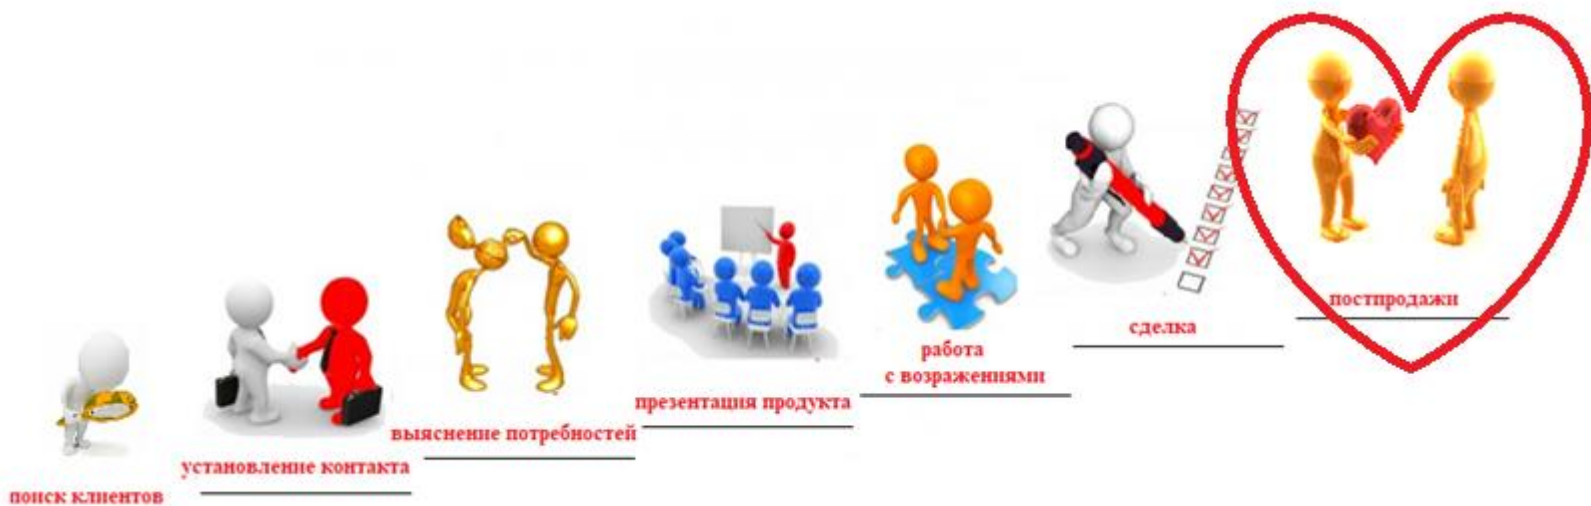 поиск клиентов
установление контакта
выяснение потребностей
презентация продукта
работа
с возражениями
сделка
постпродажи